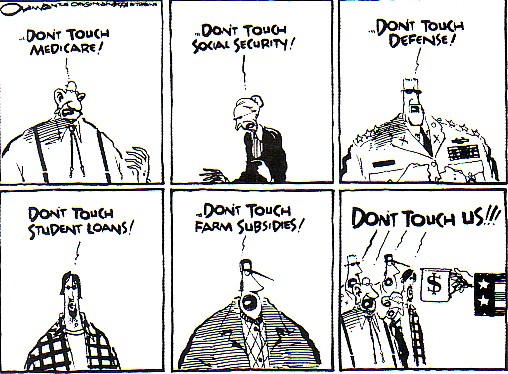 ..DON'T TOUCH
MEDICARE!
..DON'T TOUCH
SOCIAL SECURITY!
..DON'T TOUCH
DEFENSE!
DON'T TOUCH
STUDENT LOANS!
..DON'T TOUCH
FARM SUBSIDIES!
DON'T TOUCH US!!!
$